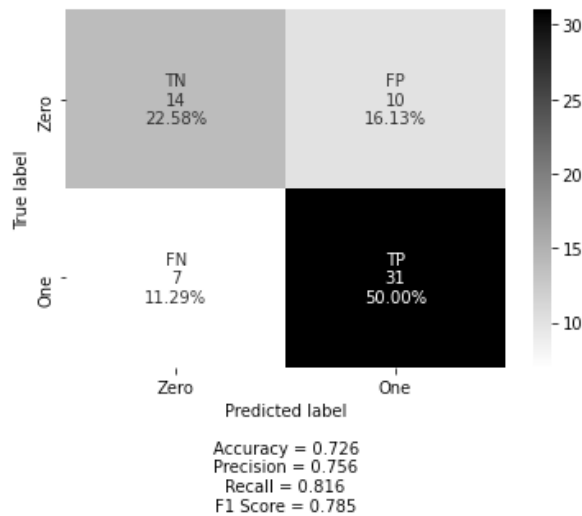 TN
14
22.58%
FP
10
16.13%
FN
7
11.29%
TP
31
50.00%
Zero
One
True label
Zero
One
Predicted label
30
25
20
15
10
Accuracy = 0.726
Precision = 0.756
Recall = 0.816
F1 Score = 0.785